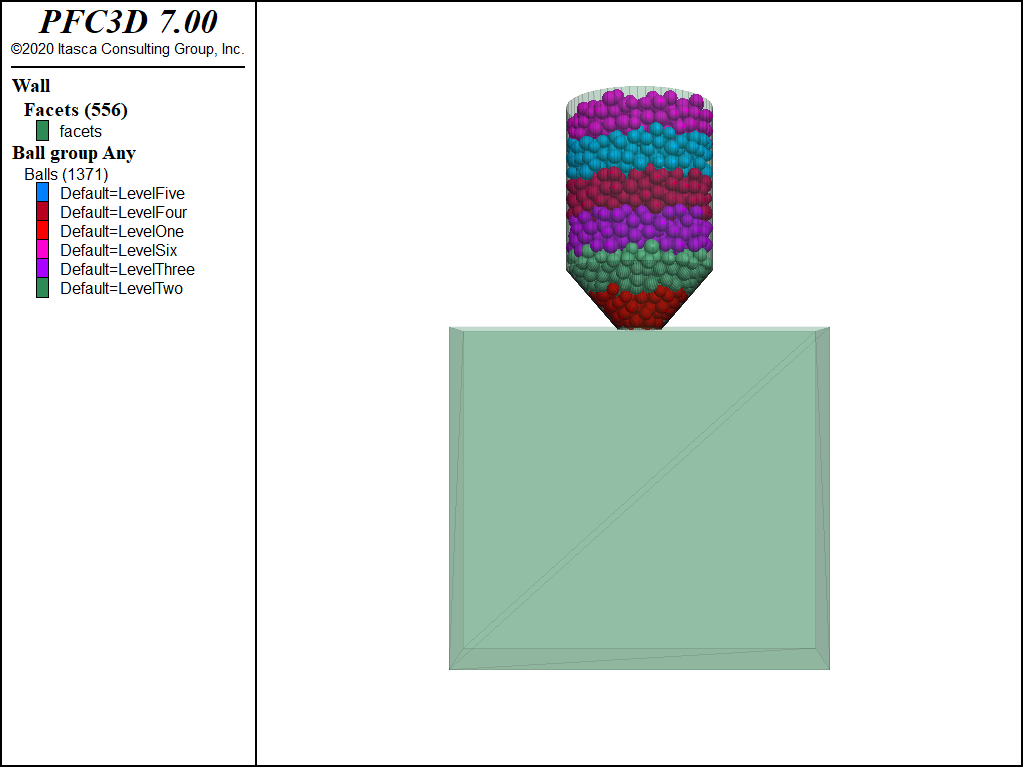 PFC3D 7.00
©2020 Itasca Consulting Group, Inc.
Wall
Facets (556)
facets
Ball group Any
Balls (1371)
Default=LevelFive
Default=LevelFour
Default=LevelOne
Default=LevelSix
Default=LevelThree
Default=LevelTwo